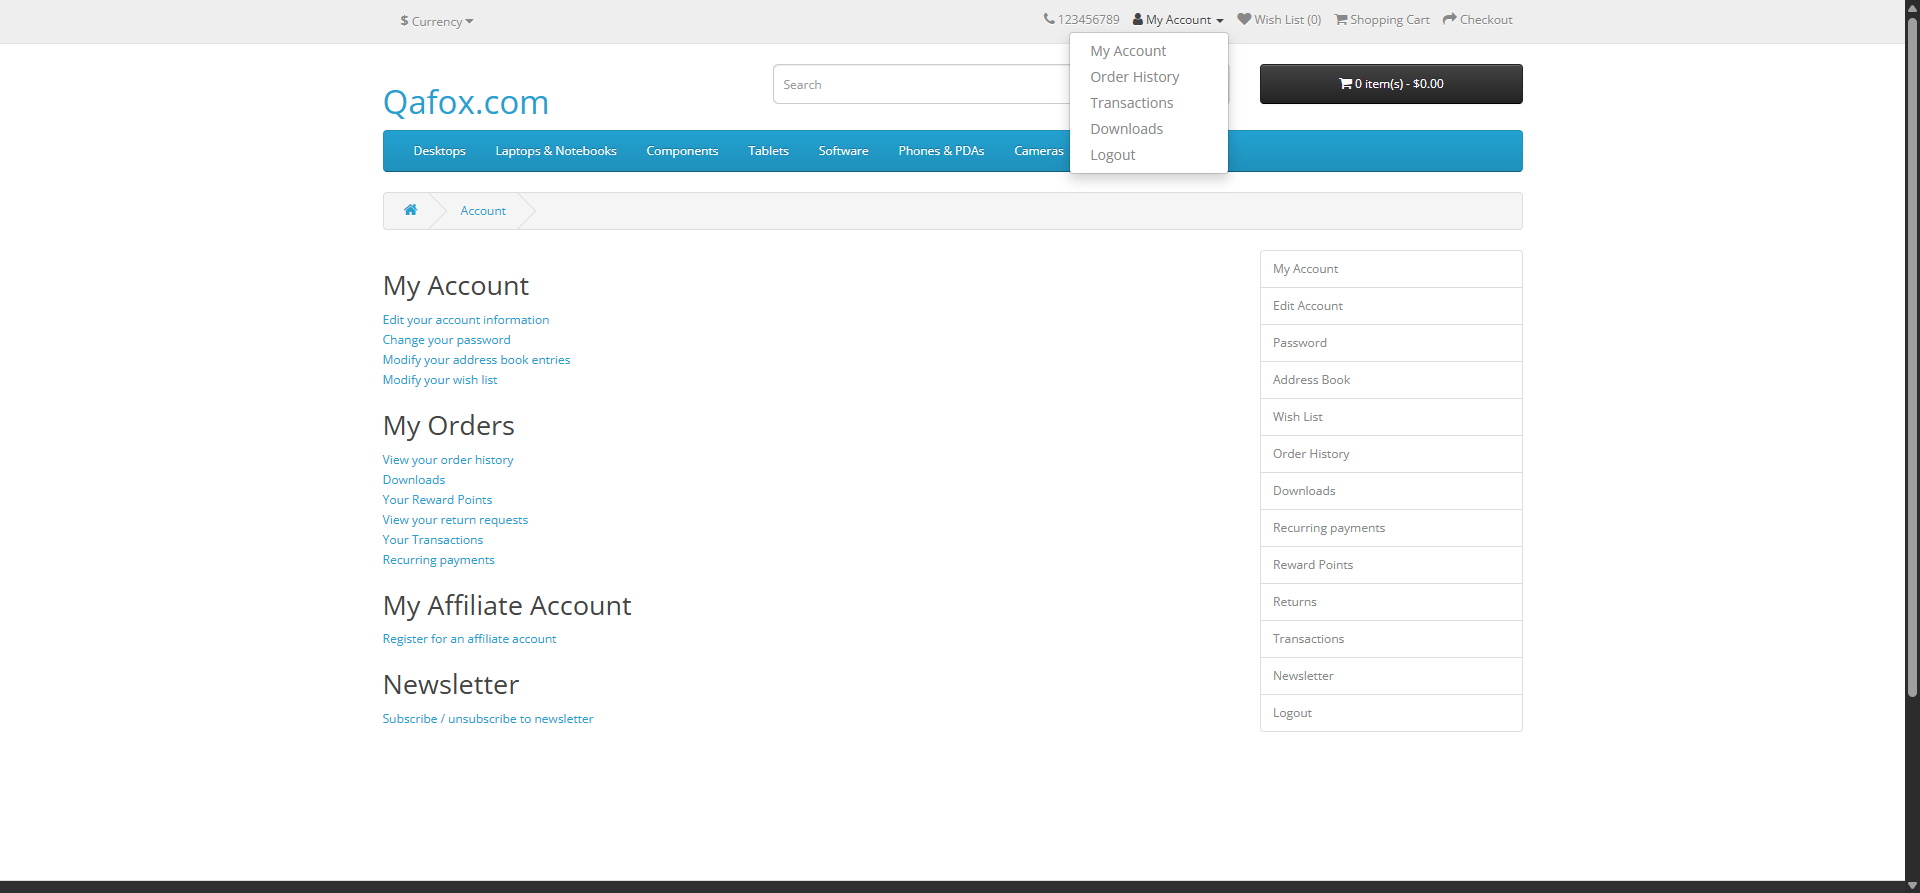 $ Currency
123456789 My Account Wish List (0) Shopping Cart Checkout
My Account
Order History
Transactions
Downloads
Logout
Qafox.com
Search
0 item(s) - $0.00
Desktops Laptops & Notebooks Components Tablets Software Phones & PDAs Cameras
Account
My Account
Edit your account information
Change your password
Modify your address book entries
Modify your wish list
My Orders
View your order history
Downloads
Your Reward Points
View your return requests
Your Transactions
Recurring payments
My Affiliate Account
Register for an affiliate account
Newsletter
Subscribe / unsubscribe to newsletter
My Account
Edit Account
Password
Address Book
Wish List
Order History
Downloads
Recurring payments
Reward Points
Returns
Transactions
Newsletter
Logout